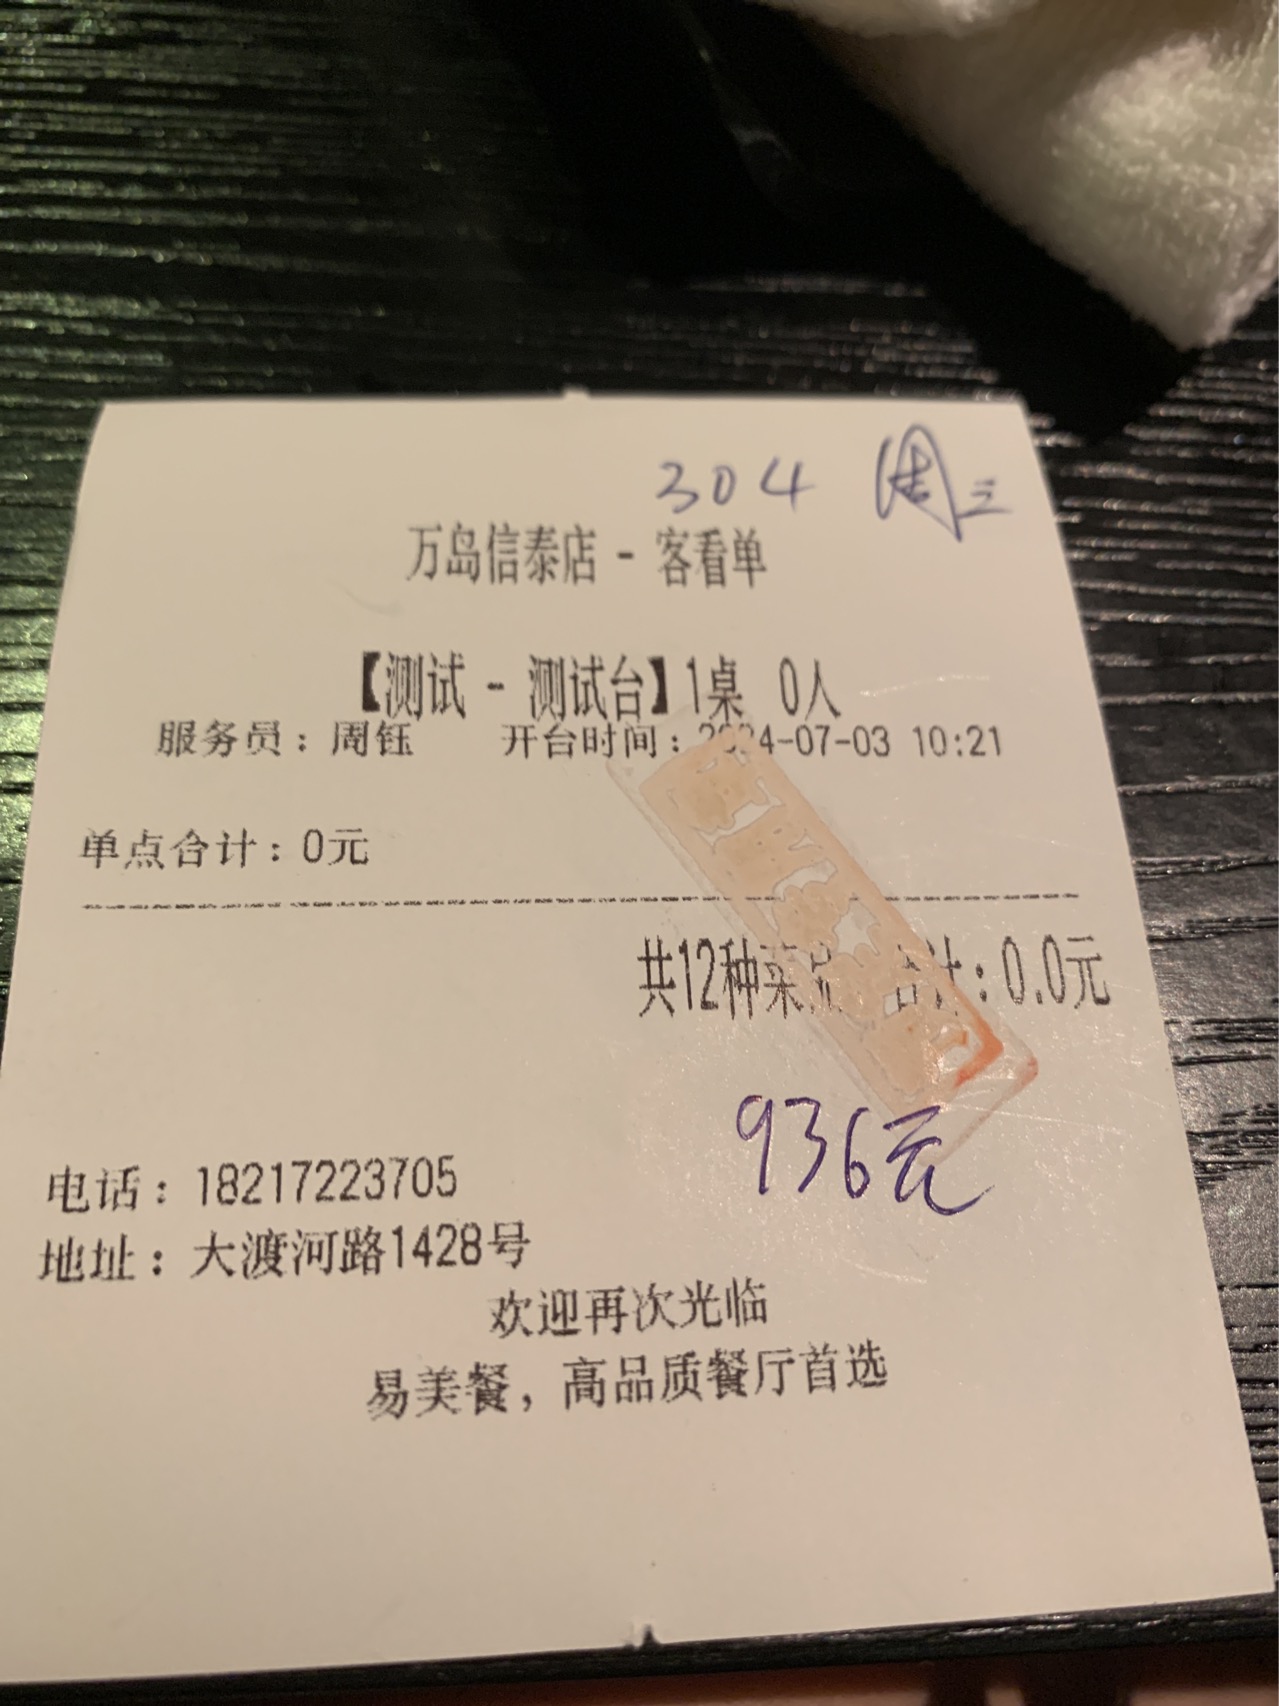 304 周三
万岛信泰店 - 客看单
【测试 - 测试台】1桌 0人
服务员：周钰 开台时间：2024-07-03 10:21
单点合计：0元
共12种菜品 合计：0.0元
936元
电话：18217223705
地址：大渡河路1428号
欢迎再次光临
易美餐，高品质餐厅首选